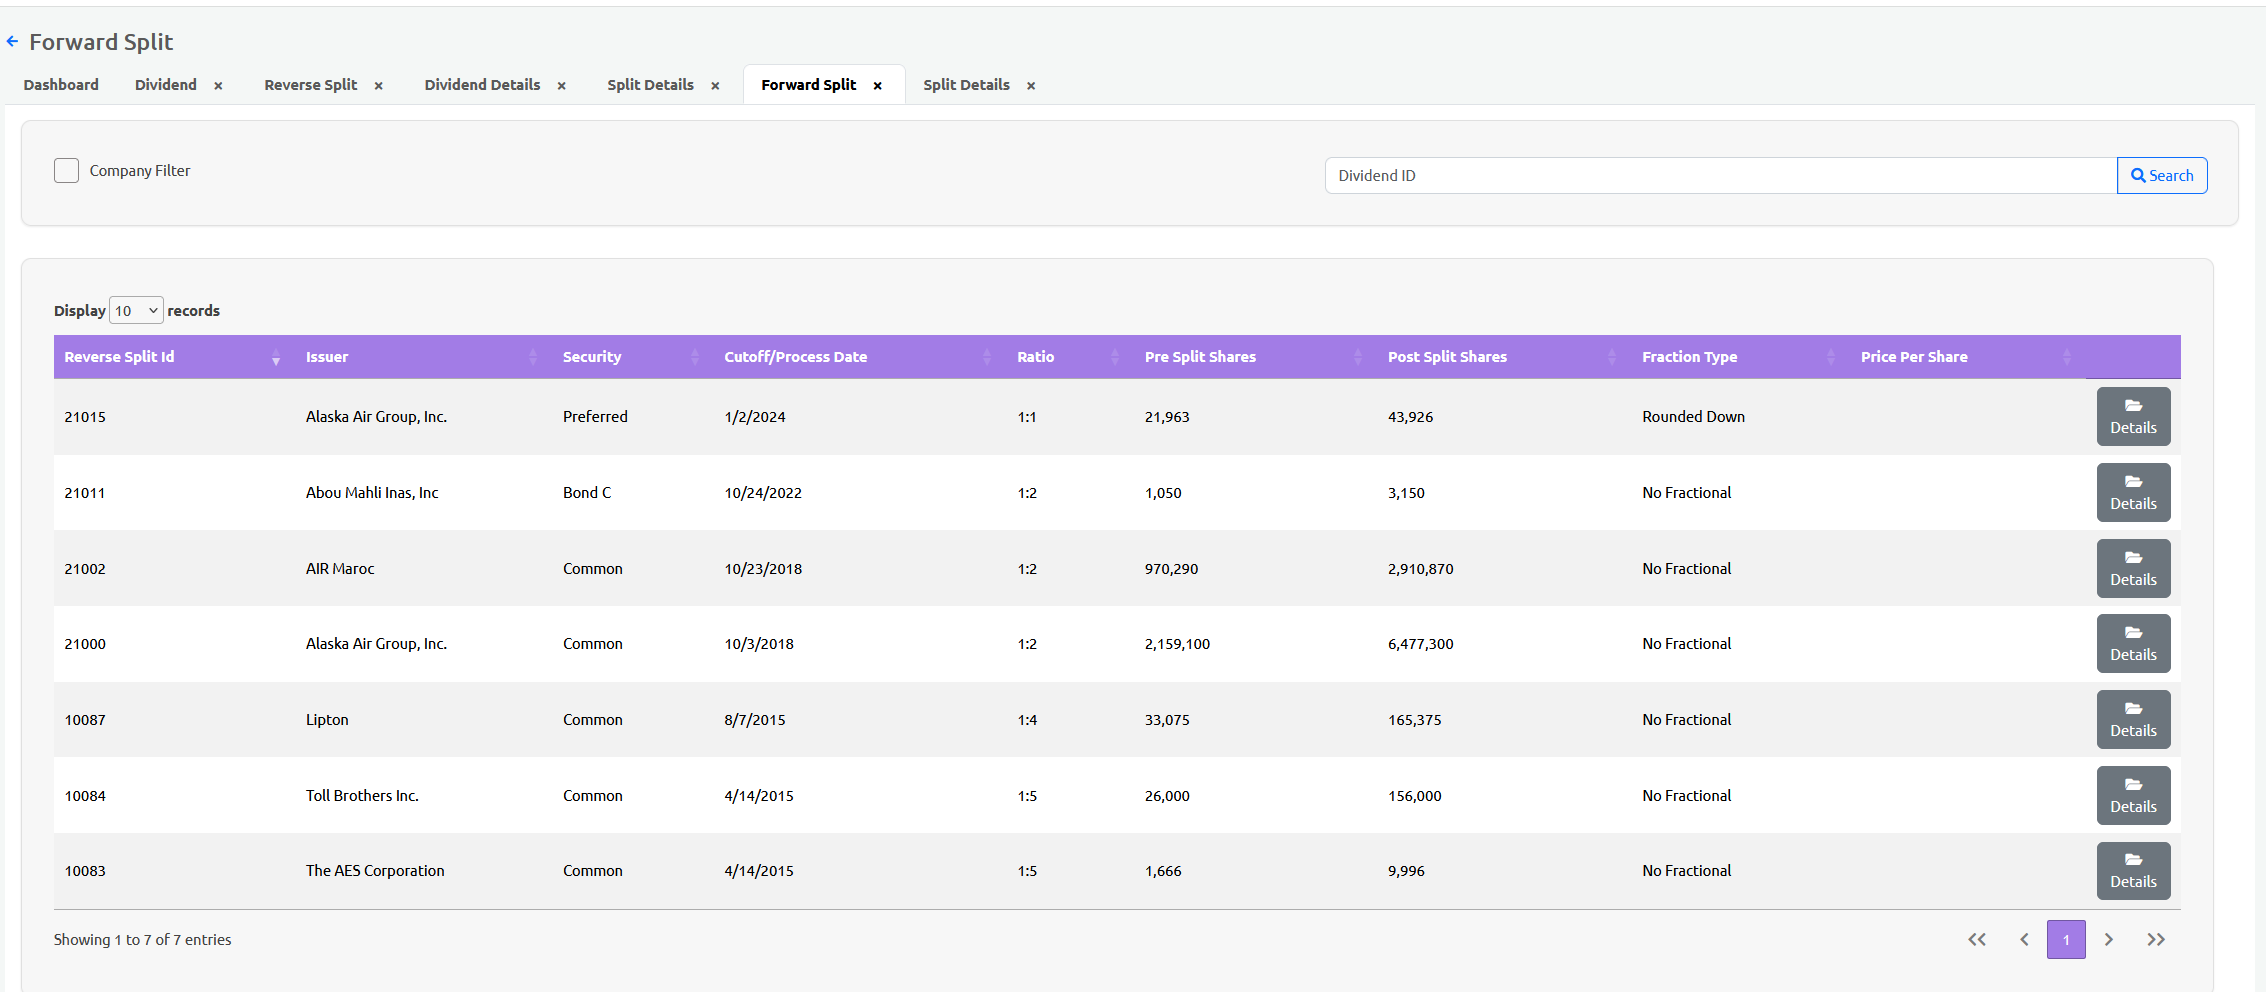 Forward Split
Dashboard Dividend × Reverse Split × Dividend Details × Split Details × Forward Split × Split Details ×
Company Filter
Dividend ID Search
Display 10 records
Reverse Split Id Issuer Security Cutoff/Process Date Ratio Pre Split Shares Post Split Shares Fraction Type Price Per Share
21015 Alaska Air Group, Inc. Preferred 1/2/2024 1:1 21,963 43,926 Rounded Down Details
21011 Abou Mahli Inas, Inc Bond C 10/24/2022 1:2 1,050 3,150 No Fractional Details
21002 AIR Maroc Common 10/23/2018 1:2 970,290 2,910,870 No Fractional Details
21000 Alaska Air Group, Inc. Common 10/3/2018 1:2 2,159,100 6,477,300 No Fractional Details
10087 Lipton Common 8/7/2015 1:4 33,075 165,375 No Fractional Details
10084 Toll Brothers Inc. Common 4/14/2015 1:5 26,000 156,000 No Fractional Details
10083 The AES Corporation Common 4/14/2015 1:5 1,666 9,996 No Fractional Details
Showing 1 to 7 of 7 entries 1